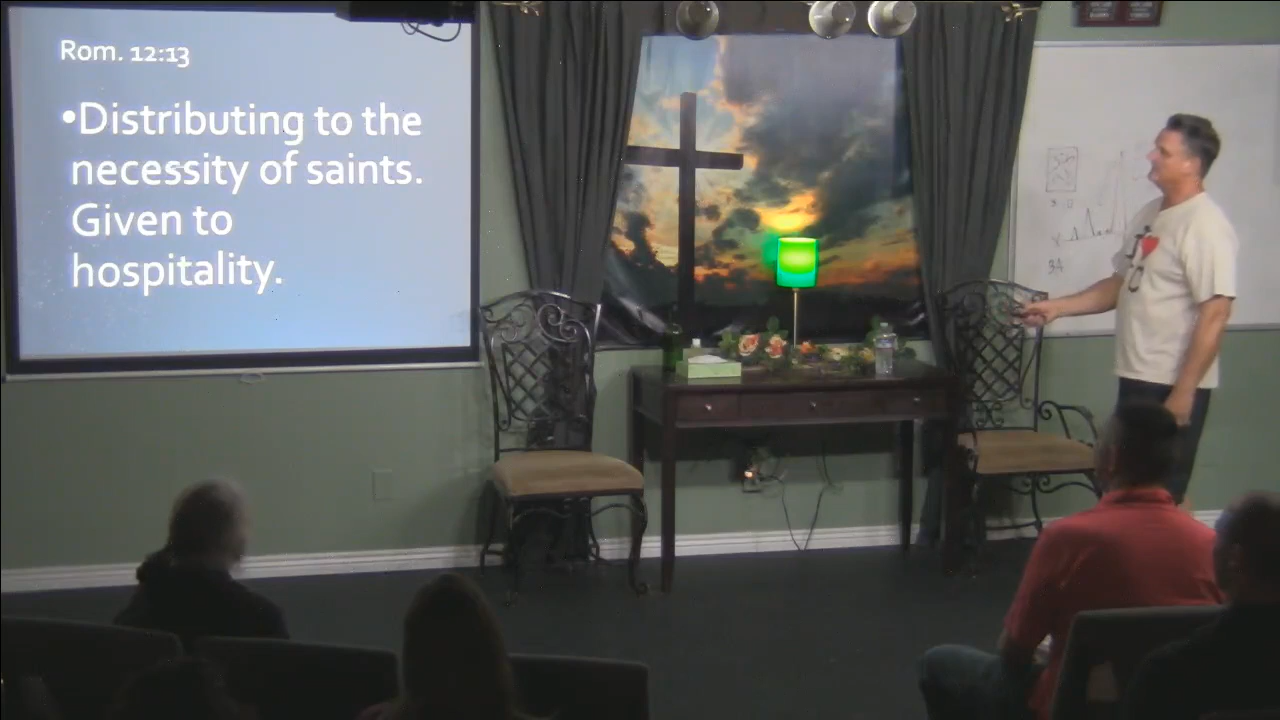 Rom. 12:13
•Distributing to the
necessity of saints.
Given to
hospitality.